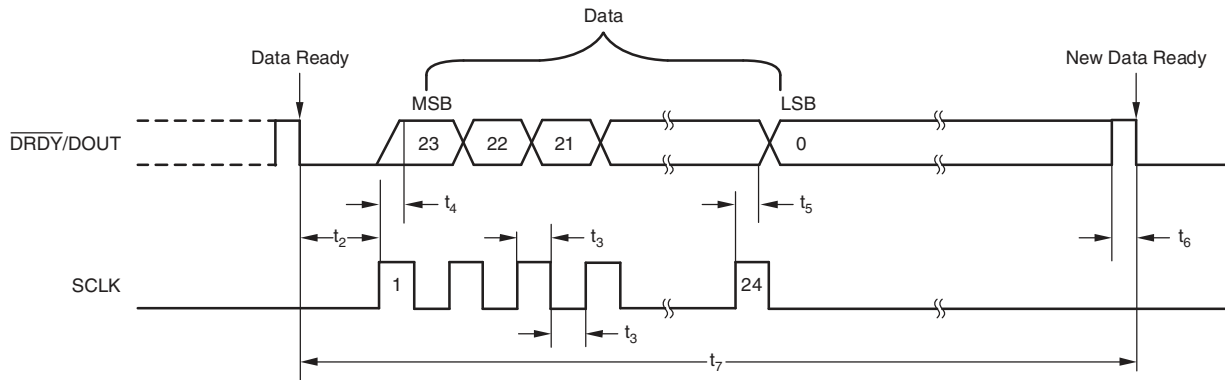 Data
Data Ready
New Data Ready
MSB
LSB
D̅R̅D̅Y̅/DOUT
23
22
21
0
t₄
t₅
t₂
t₃
t₆
SCLK
1
24
t₃
t₇